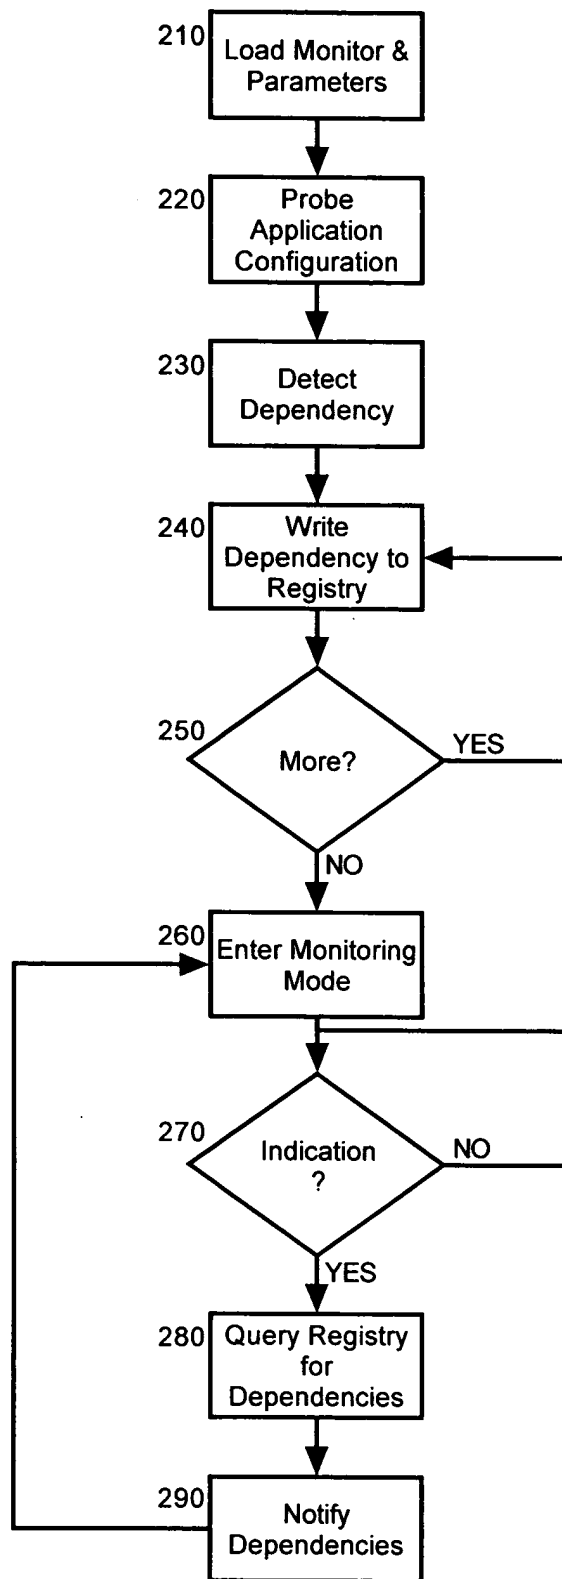 210
Load Monitor &
Parameters
220
Probe
Application
Configuration
230
Detect
Dependency
240
Write
Dependency to
Registry
250
More?
YES
NO
260
Enter Monitoring
Mode
270
Indication
?
NO
YES
280
Query Registry
for
Dependencies
290
Notify
Dependencies